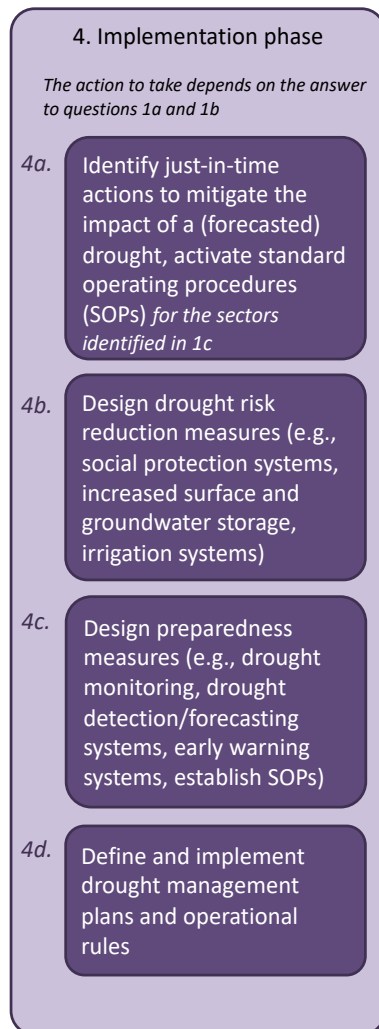 4. Implementation phase
The action to take depends on the answer
to questions 1a and 1b
4a.
Identify just-in-time
actions to mitigate the
impact of a (forecasted)
drought, activate standard
operating procedures
(SOPs) for the sectors
identified in 1c
4b.
Design drought risk
reduction measures (e.g.,
social protection systems,
increased surface and
groundwater storage,
irrigation systems)
4c.
Design preparedness
measures (e.g., drought
monitoring, drought
detection/forecasting
systems, early warning
systems, establish SOPs)
4d.
Define and implement
drought management
plans and operational
rules